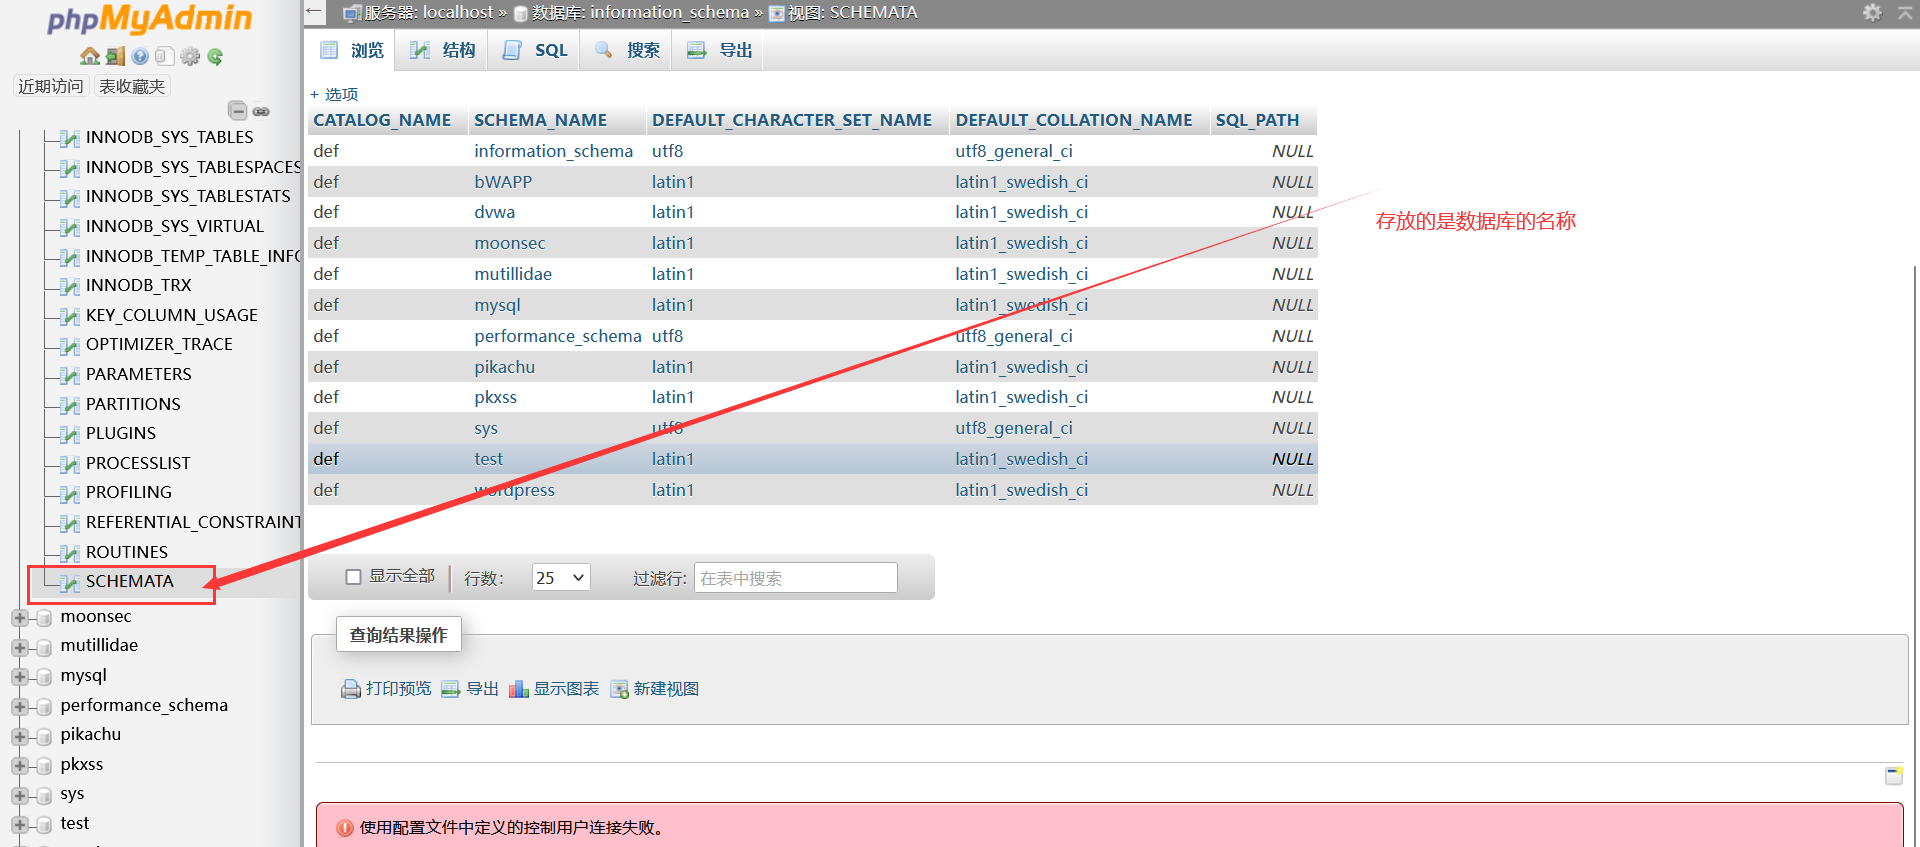 phpMyAdmin
近期访问 表收藏夹
INNODB_SYS_TABLES
INNODB_SYS_TABLESPACES
INNODB_SYS_TABLESTATS
INNODB_SYS_VIRTUAL
INNODB_TEMP_TABLE_INFO
INNODB_TRX
KEY_COLUMN_USAGE
OPTIMIZER_TRACE
PARAMETERS
PARTITIONS
PLUGINS
PROCESSLIST
PROFILING
REFERENTIAL_CONSTRAINT
ROUTINES
SCHEMATA
moonsec
mutillidae
mysql
performance_schema
pikachu
pkxss
sys
test
服务器: localhost » 数据库: information_schema » 视图: SCHEMATA
浏览 结构 SQL 搜索 导出
+ 选项
CATALOG_NAME SCHEMA_NAME DEFAULT_CHARACTER_SET_NAME DEFAULT_COLLATION_NAME SQL_PATH
def information_schema utf8 utf8_general_ci NULL
def bWAPP latin1 latin1_swedish_ci NULL
def dvwa latin1 latin1_swedish_ci NULL
def moonsec latin1 latin1_swedish_ci NULL
def mutillidae latin1 latin1_swedish_ci NULL
def mysql latin1 latin1_swedish_ci NULL
def performance_schema utf8 utf8_general_ci NULL
def pikachu latin1 latin1_swedish_ci NULL
def pkxss latin1 latin1_swedish_ci NULL
def sys utf8 utf8_general_ci NULL
def test latin1 latin1_swedish_ci NULL
def wordpress latin1 latin1_swedish_ci NULL
存放的是数据库的名称
显示全部 行数: 25 过滤行: 在表中搜索
查询结果操作
打印预览 导出 显示图表 新建视图
使用配置文件中定义的控制用户连接失败。